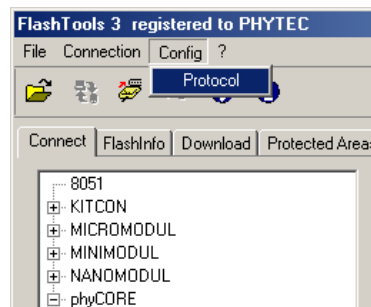 FlashTools 3 registered to PHYTEC
File Connection Config ?
Protocol
Connect FlashInfo Download Protected Area
8051
KITCON
MICROMODUL
MINIMODUL
NANOMODUL
phyCORE